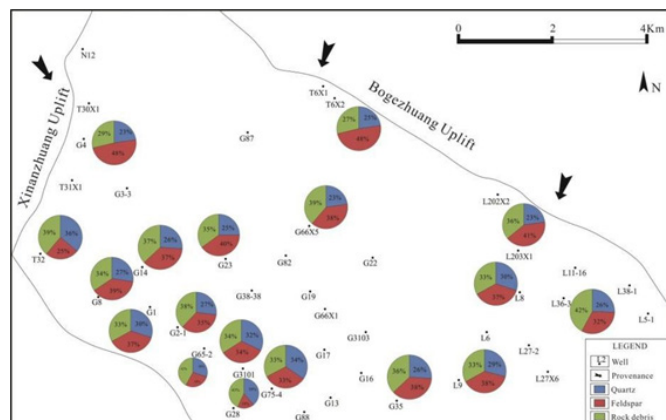 0 2 4Km
N12
Xinanzhuang Uplift
Bogezhuang Uplift
N
T6X1
T6X2
T30X1
G4
29% 23%
48%
27% 25%
48%
G87
T31X1
G3-3
L202X2
39% 23%
38%
G66X5
36% 23%
41%
39% 36%
25%
T32
37% 26%
37%
G14
35% 25%
40%
G23
G82
G22
L203X1
L11-16
34% 27%
39%
G8
33% 30%
37%
L8
L36-3
L38-1
42% 26%
32%
L5-1
G38-38
G19
G1
G66X1
38% 27%
35%
G2-1
33% 30%
37%
34% 32%
34%
G3103
L6
L27-2
G65-2
G17
33% 34%
33%
G3101
G75-4
G16
36% 26%
38%
G35
33% 29%
38%
L9
L27X6
G28
G13
G88
LEGEND
Well
Provenance
Quartz
Feldspar
Rock debris